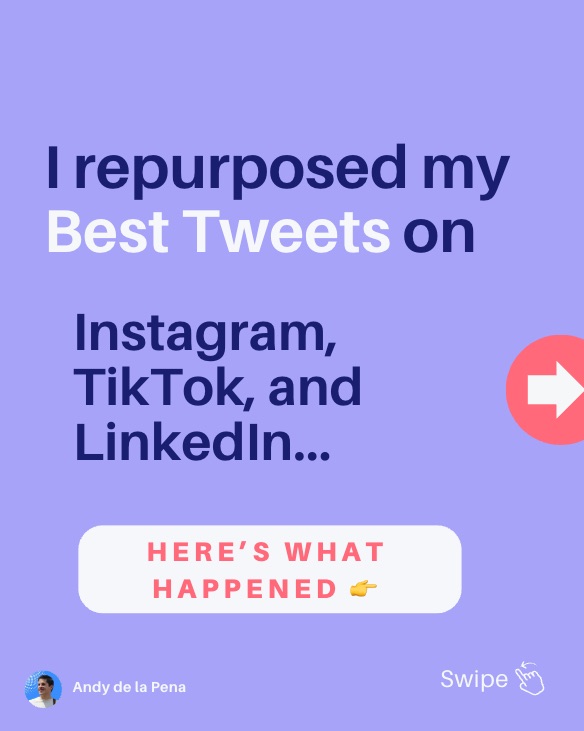 I repurposed my
Best Tweets on
Instagram,
TikTok, and
LinkedIn...
HERE’S WHAT
HAPPENED 👉
Andy de la Pena
Swipe